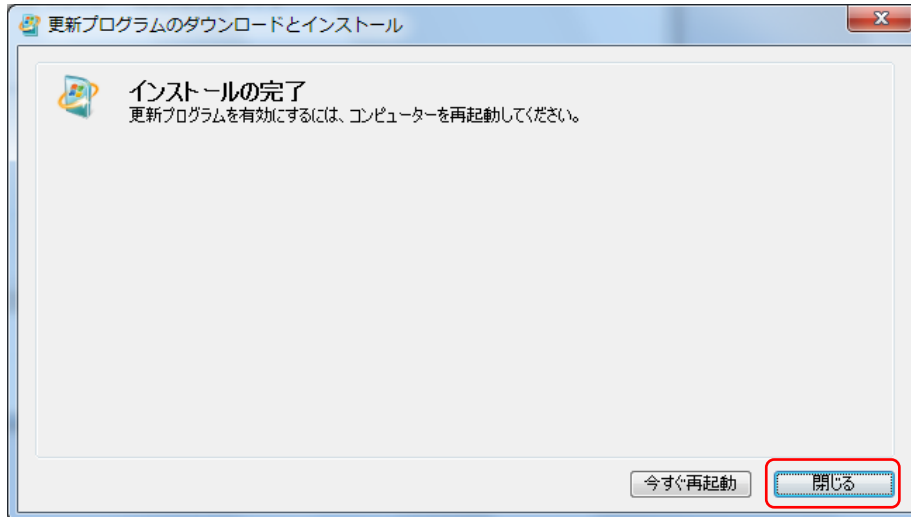 更新プログラムのダウンロードとインストール
インストールの完了
更新プログラムを有効にするには、コンピューターを再起動してください。
今すぐ再起動
閉じる